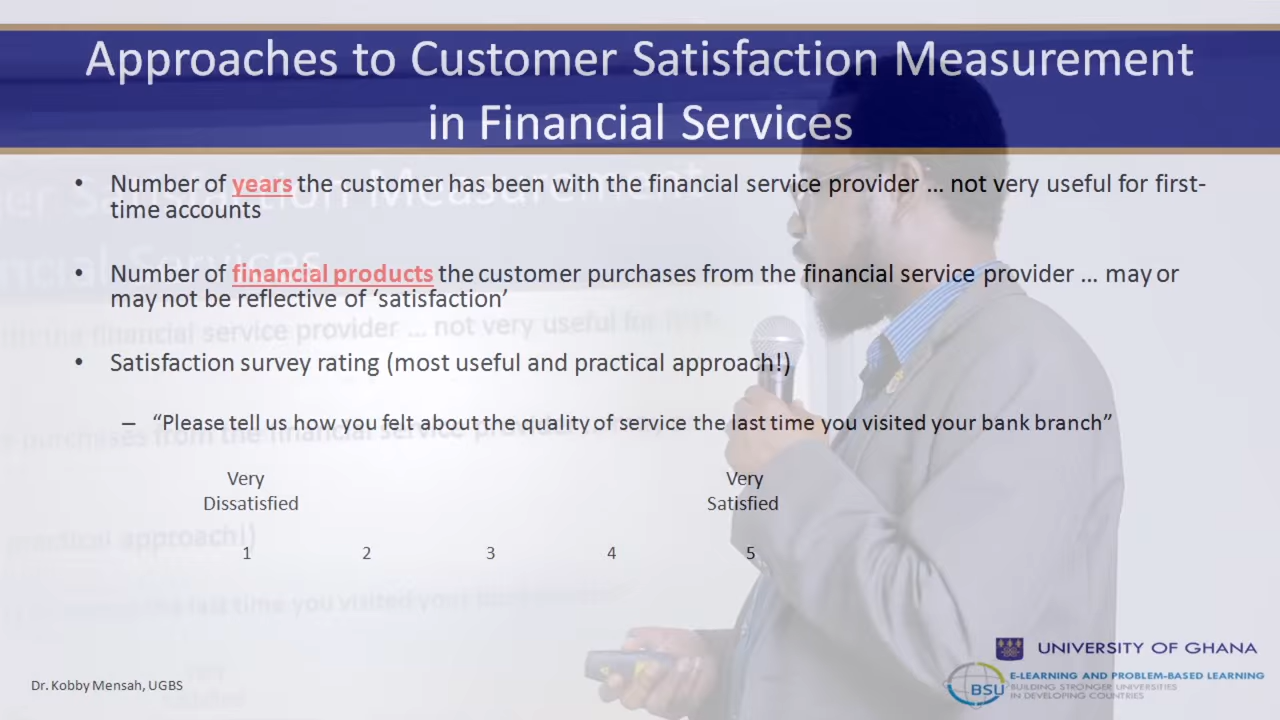 Approaches to Customer Satisfaction Measurement
in Financial Services
• Number of years the customer has been with the financial service provider … not very useful for first-
time accounts
• Number of financial products the customer purchases from the financial service provider … may or
may not be reflective of ‘satisfaction’
• Satisfaction survey rating (most useful and practical approach!)
– “Please tell us how you felt about the quality of service the last time you visited your bank branch”
Very Very
Dissatisfied Satisfied
1 2 3 4 5
UNIVERSITY OF GHANA
Dr. Kobby Mensah, UGBS
BSU E-LEARNING AND PROBLEM-BASED LEARNING
BUILDING STRONGER UNIVERSITIES
IN DEVELOPING COUNTRIES